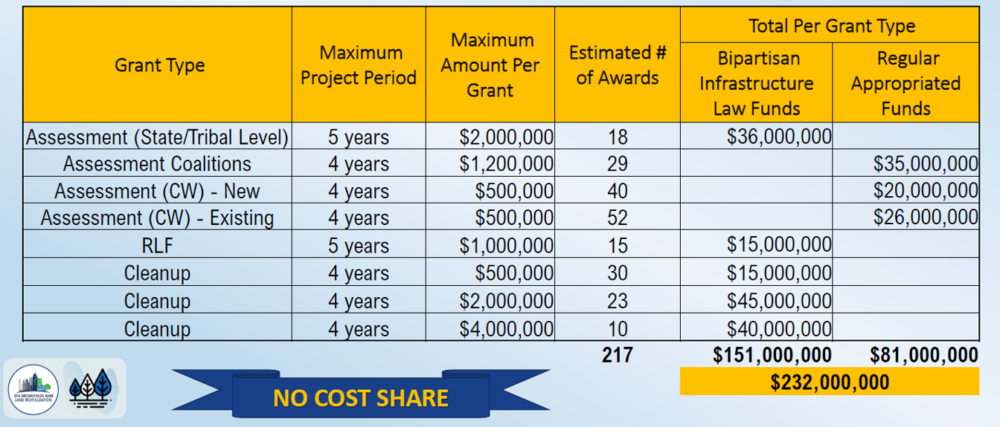 Total Per Grant Type
Grant Type
Maximum
Project Period
Maximum
Amount Per
Grant
Estimated #
of Awards
Bipartisan
Infrastructure
Law Funds
Regular
Appropriated
Funds
Assessment (State/Tribal Level) 5 years $2,000,000 18 $36,000,000
Assessment Coalitions 4 years $1,200,000 29 $35,000,000
Assessment (CW) - New 4 years $500,000 40 $20,000,000
Assessment (CW) - Existing 4 years $500,000 52 $26,000,000
RLF 5 years $1,000,000 15 $15,000,000
Cleanup 4 years $500,000 30 $15,000,000
Cleanup 4 years $2,000,000 23 $45,000,000
Cleanup 4 years $4,000,000 10 $40,000,000
217 $151,000,000 $81,000,000
$232,000,000
EPA BROWNFIELDS AND
LAND REVITALIZATION
NO COST SHARE